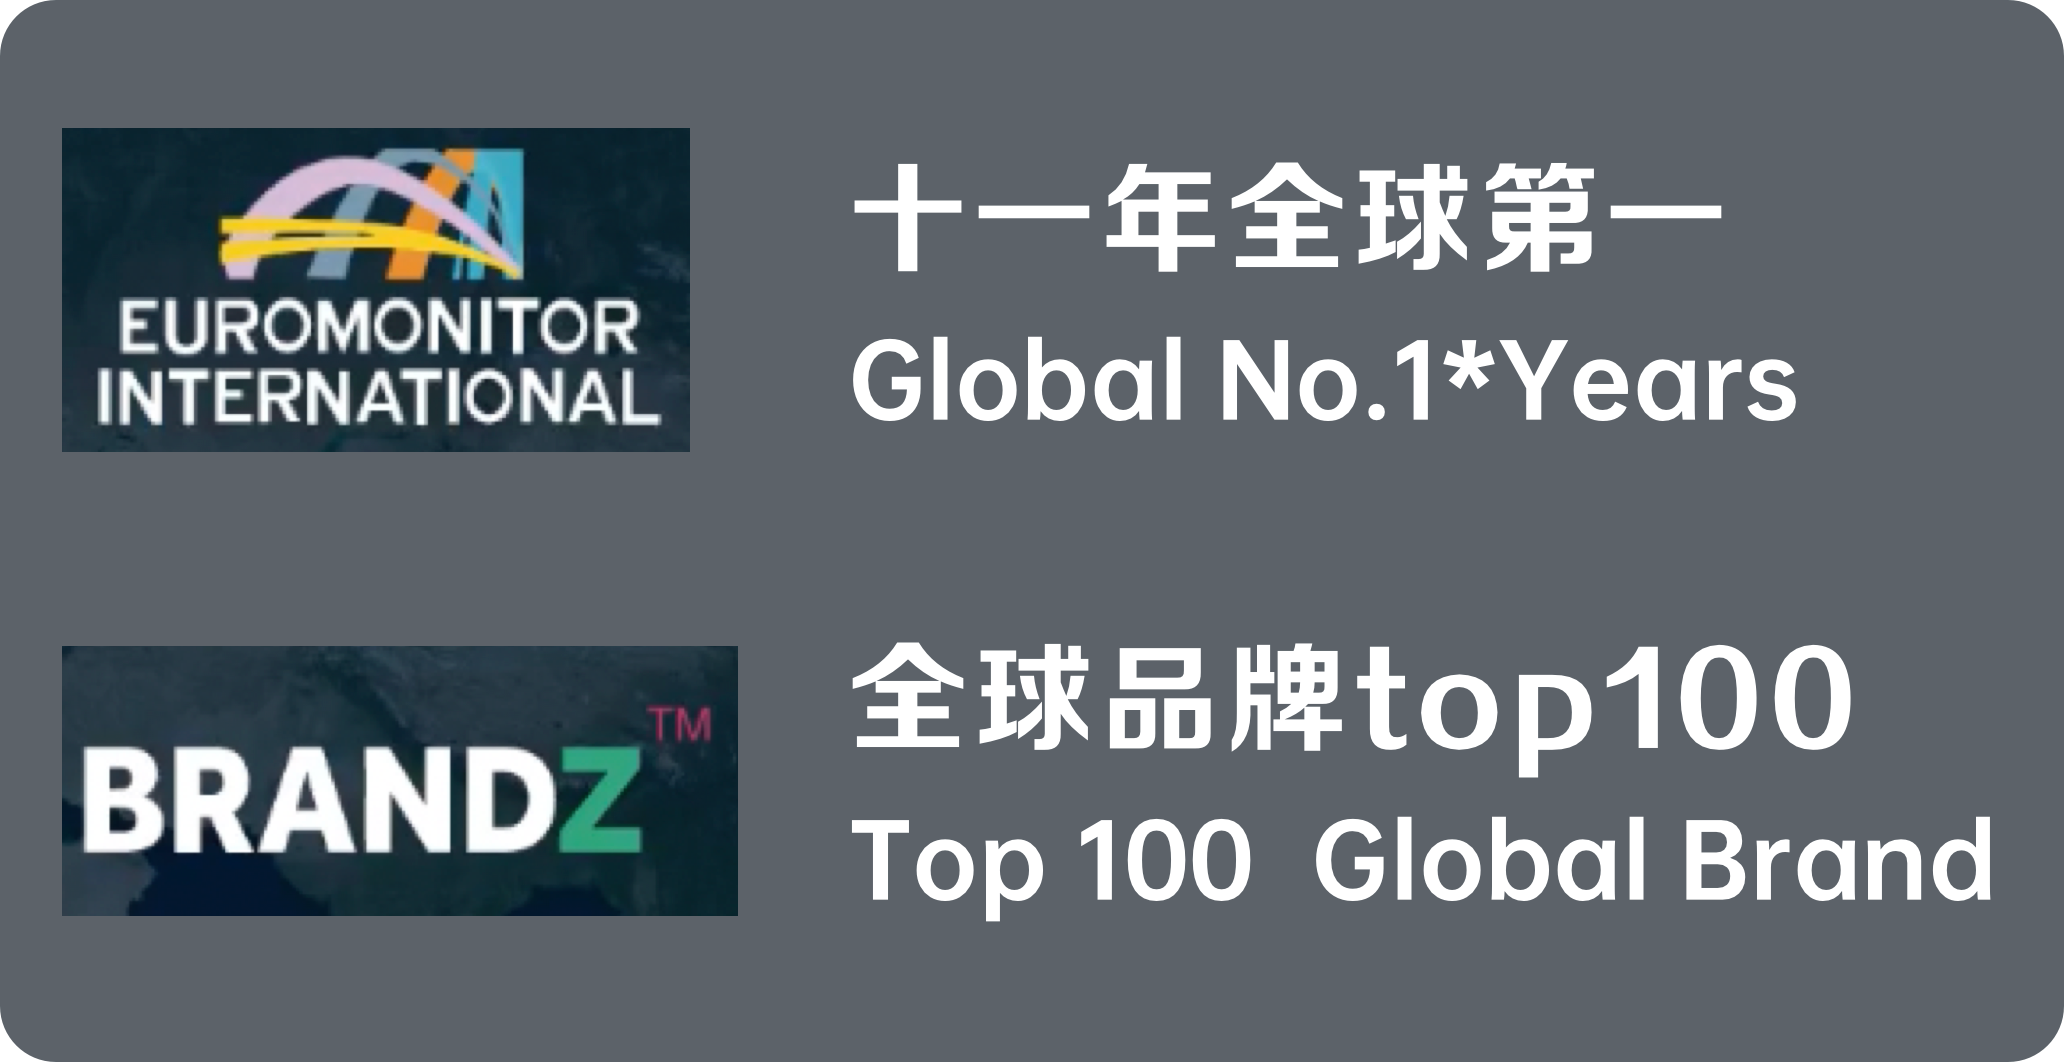 EUROMONITOR
INTERNATIONAL
十一年全球第一
Global No.1*Years
BRANDZ™
全球品牌top100
Top 100  Global Brand